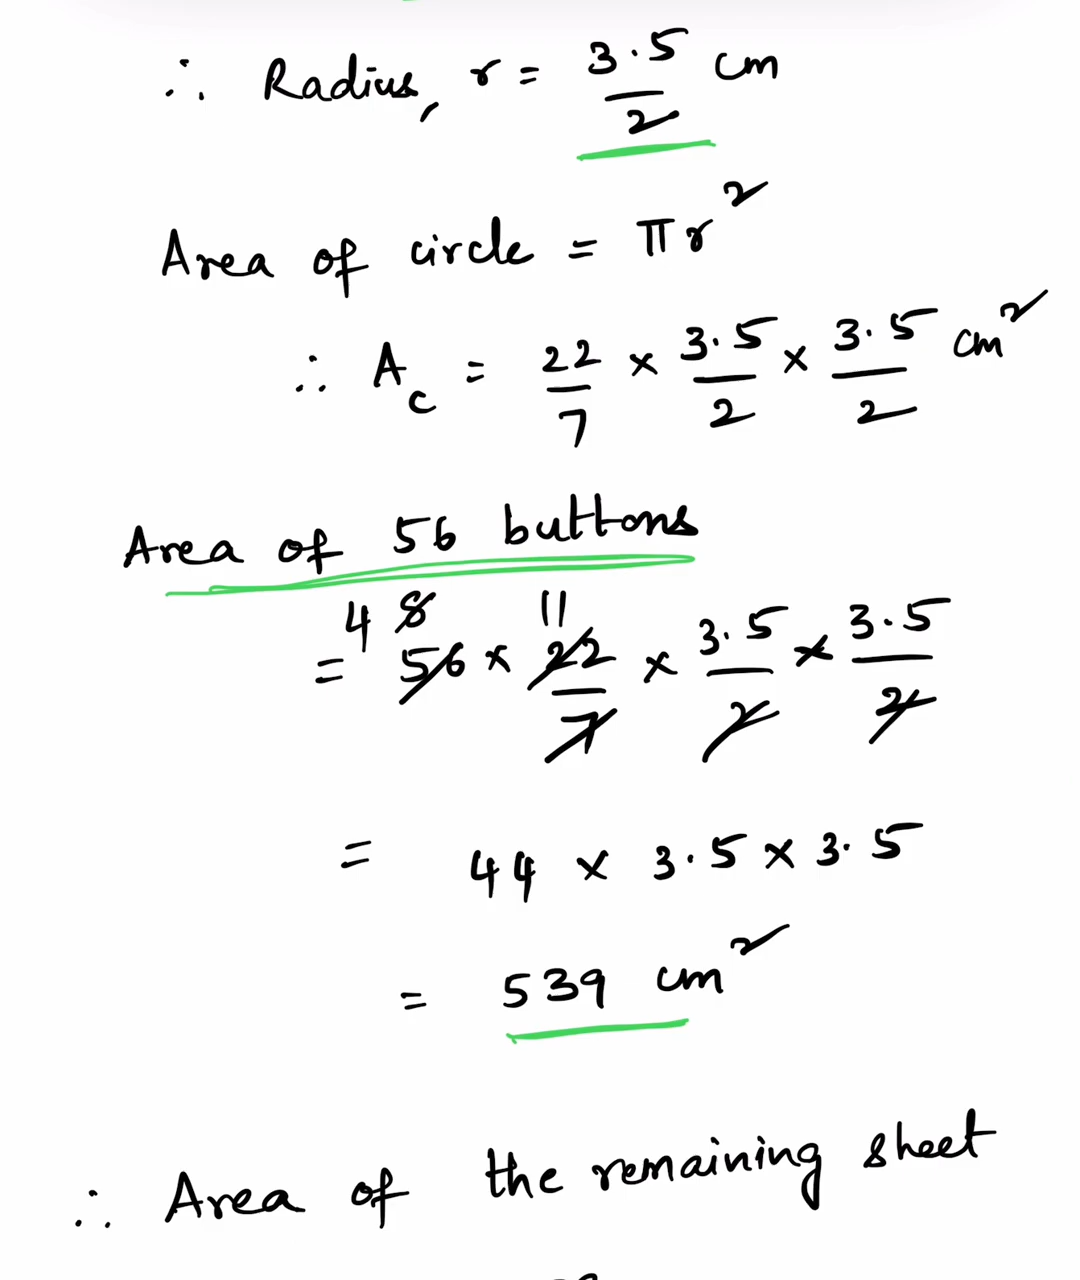 ∴ Radius, r = 3.5/2 cm
Area of circle = πr²
∴ A_c = 22/7 × 3.5/2 × 3.5/2 cm²
Area of 56 buttons
4 8 11
= 56 × 22/7 × 3.5/2 × 3.5/2
= 44 × 3.5 × 3.5
= 539 cm²
∴ Area of the remaining sheet